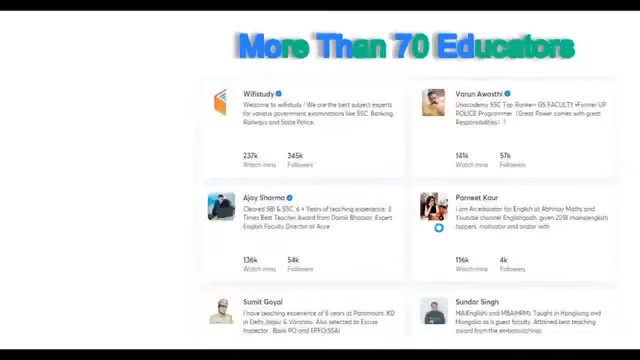 More Than 70 Educators
Wifistudy
Welcome to wifistudy ! We are the best subject experts
for various government examinations like SSC, Banking,
Railways and State Police.
237k 345k
Watch mins Followers
Varun Awasthi
Unacademy SSC Top Ranker• GS FACULTY •Former UP
POLICE Programmer | Great Power comes with great
Responsibilities |
141k 57k
Watch mins Followers
Ajay Sharma
Cleared SBI & SSC, 6 + Years of teaching experience. 3
Times Best Teacher Award from Dainik Bhaskar, Expert
English Faculty Director at Acce
136k 54k
Watch mins Followers
Parneet Kaur
I am An educator for English at Abhinay Maths and
Youtube channel Englishgoah, given 2018 mains(english)
toppers' motivator and orator with
116k 4k
Watch mins Followers
Sumit Goyal
I have teaching experience of 8 years at Paramount, KD
in Delhi, Jaipur & Varanasi. Also selected as Excise
Inspector , Bank PO and EPFO(SSA)
Sundar Singh
MA(English) and MBA(HRM), Taught in Hongkong and
Mongolia as a guest faculty. Attained best teaching
award from the embassy(china)